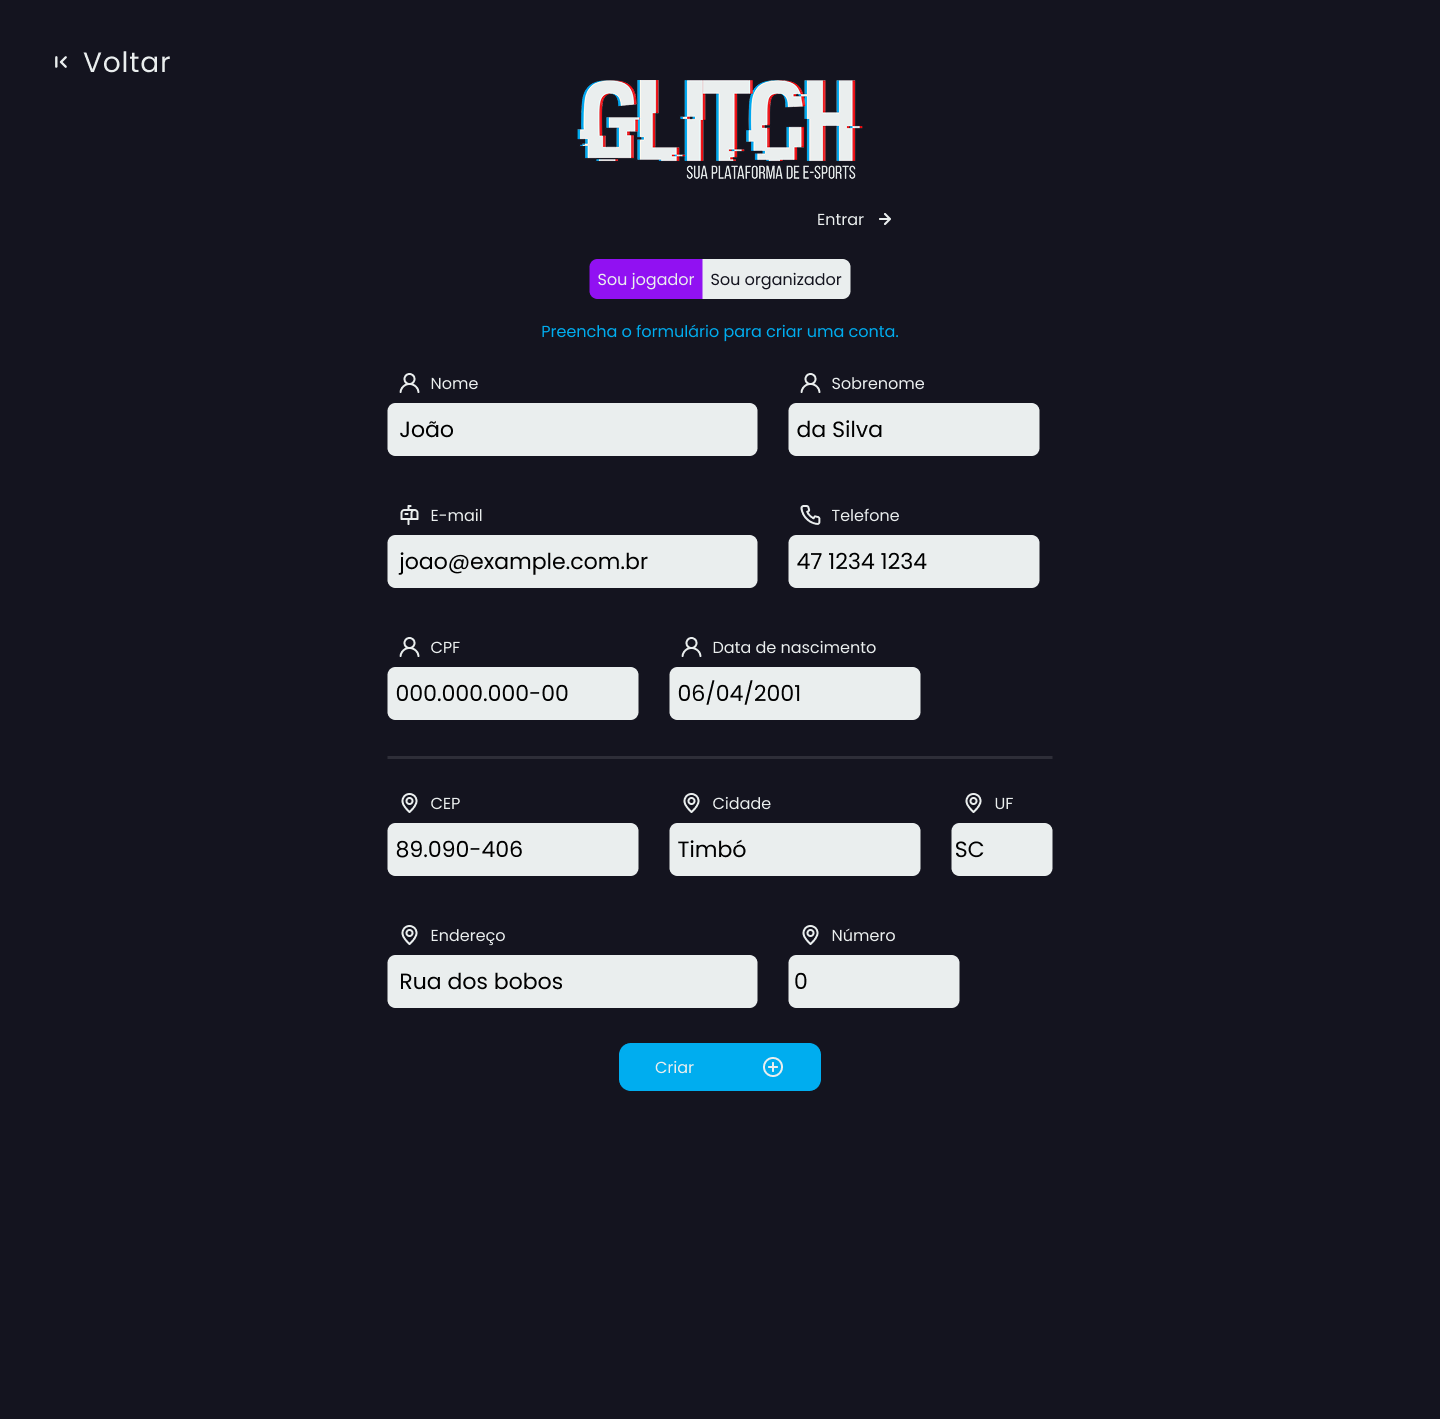 Voltar
GLITCH
SUA PLATAFORMA DE E-SPORTS
Entrar
Sou jogador Sou organizador
Preencha o formulário para criar uma conta.
Nome Sobrenome
João da Silva
E-mail Telefone
joao@example.com.br 47 1234 1234
CPF Data de nascimento
000.000.000-00 06/04/2001
CEP Cidade UF
89.090-406 Timbó SC
Endereço Número
Rua dos bobos 0
Criar